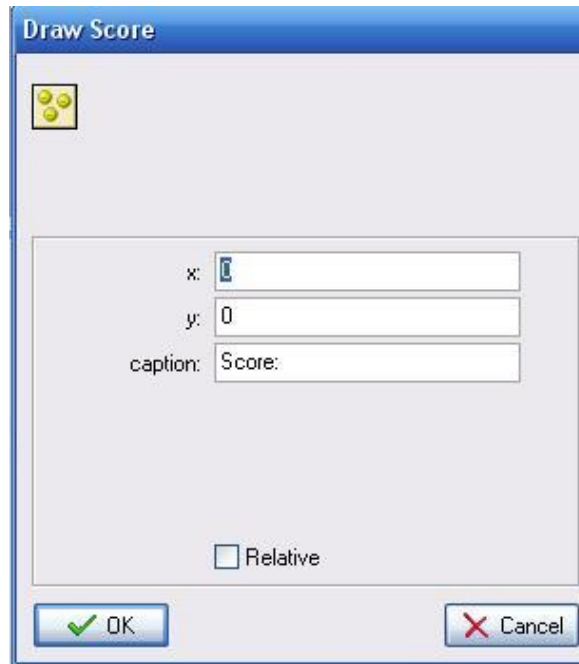 Draw Score
x: 0
y: 0
caption: Score:
Relative
OK
Cancel